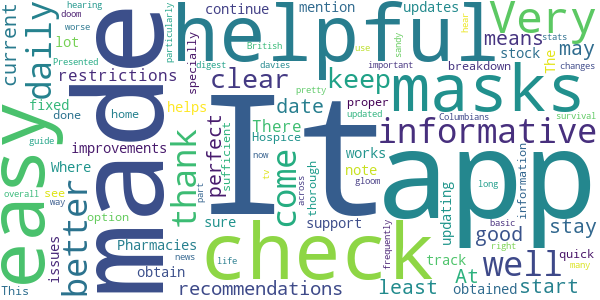 doom
hearing
worse
current
Presented
daily
made
lot
particularly
continue
restrictions
specially
helpful
mention
British
digest
davies
updates
use
sandy
important
hear
Very
means
stock
may
pretty
The
stats
breakdown
changes
easy
fixed
done
home
helps
clear
keep
masks
updated
Columbians
survival
guide
improvements
thank
perfect
sufficient
date
There
Hospice
proper
informative
Where
better
works
now
It
app
overall
see
way
option
part
come
thorough
note
tv
across
gloom
updating
long
information
basic
right
issues
Pharmacies
news
sure
life
support
frequently
good
stay
This
obtain
check
track
At
well
quick
many
recommendations
least
obtained
start